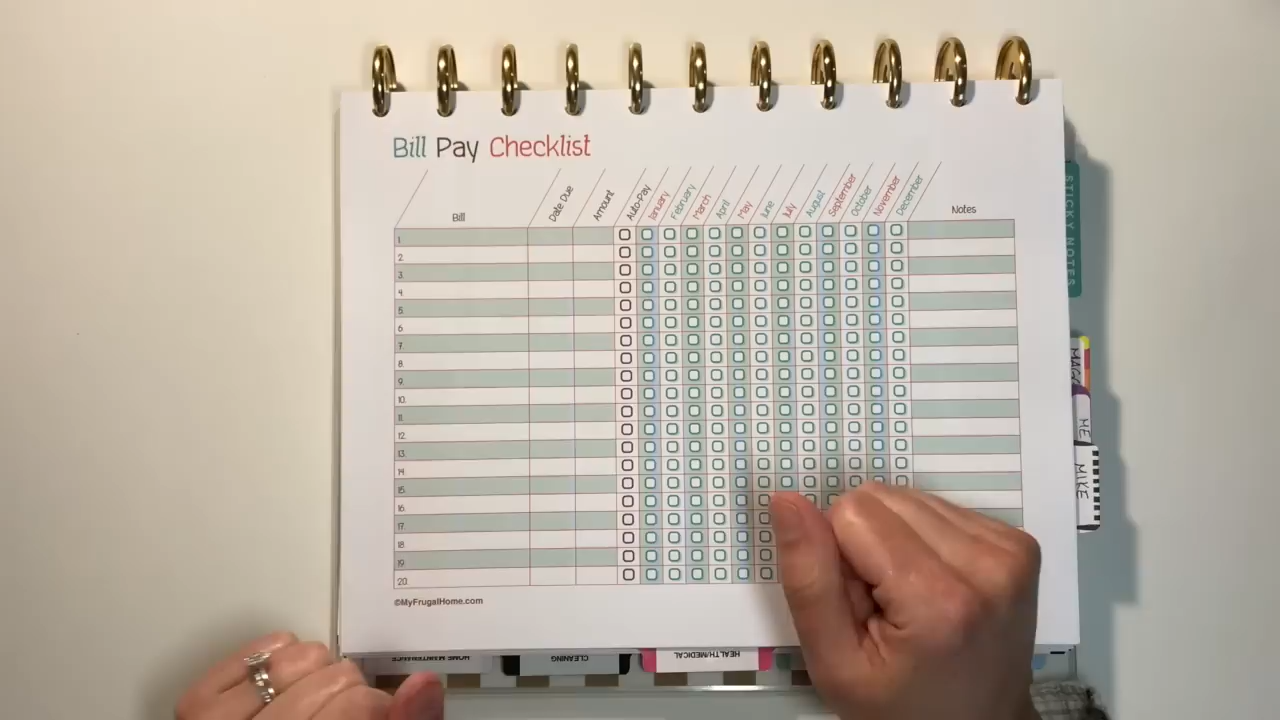 Bill Pay Checklist
Bill Date Due Amount Auto-Pay January February March April May June July August September October November December Notes
1.
2.
3.
4.
5.
6.
7.
8.
9.
10.
11.
12.
13.
14.
15.
16.
17.
18.
19.
20.
©MyFrugalHome.com
STICKY NOTES
ME
MIKE
HOME MAINTENANCE
CLEANING
HEALTH/MEDICAL